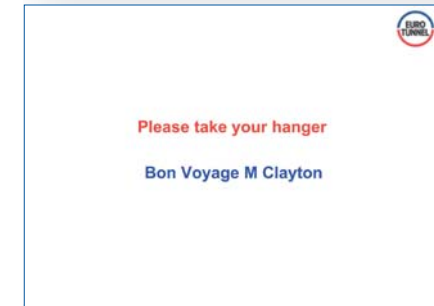 EURO
TUNNEL
Please take your hanger
Bon Voyage M Clayton